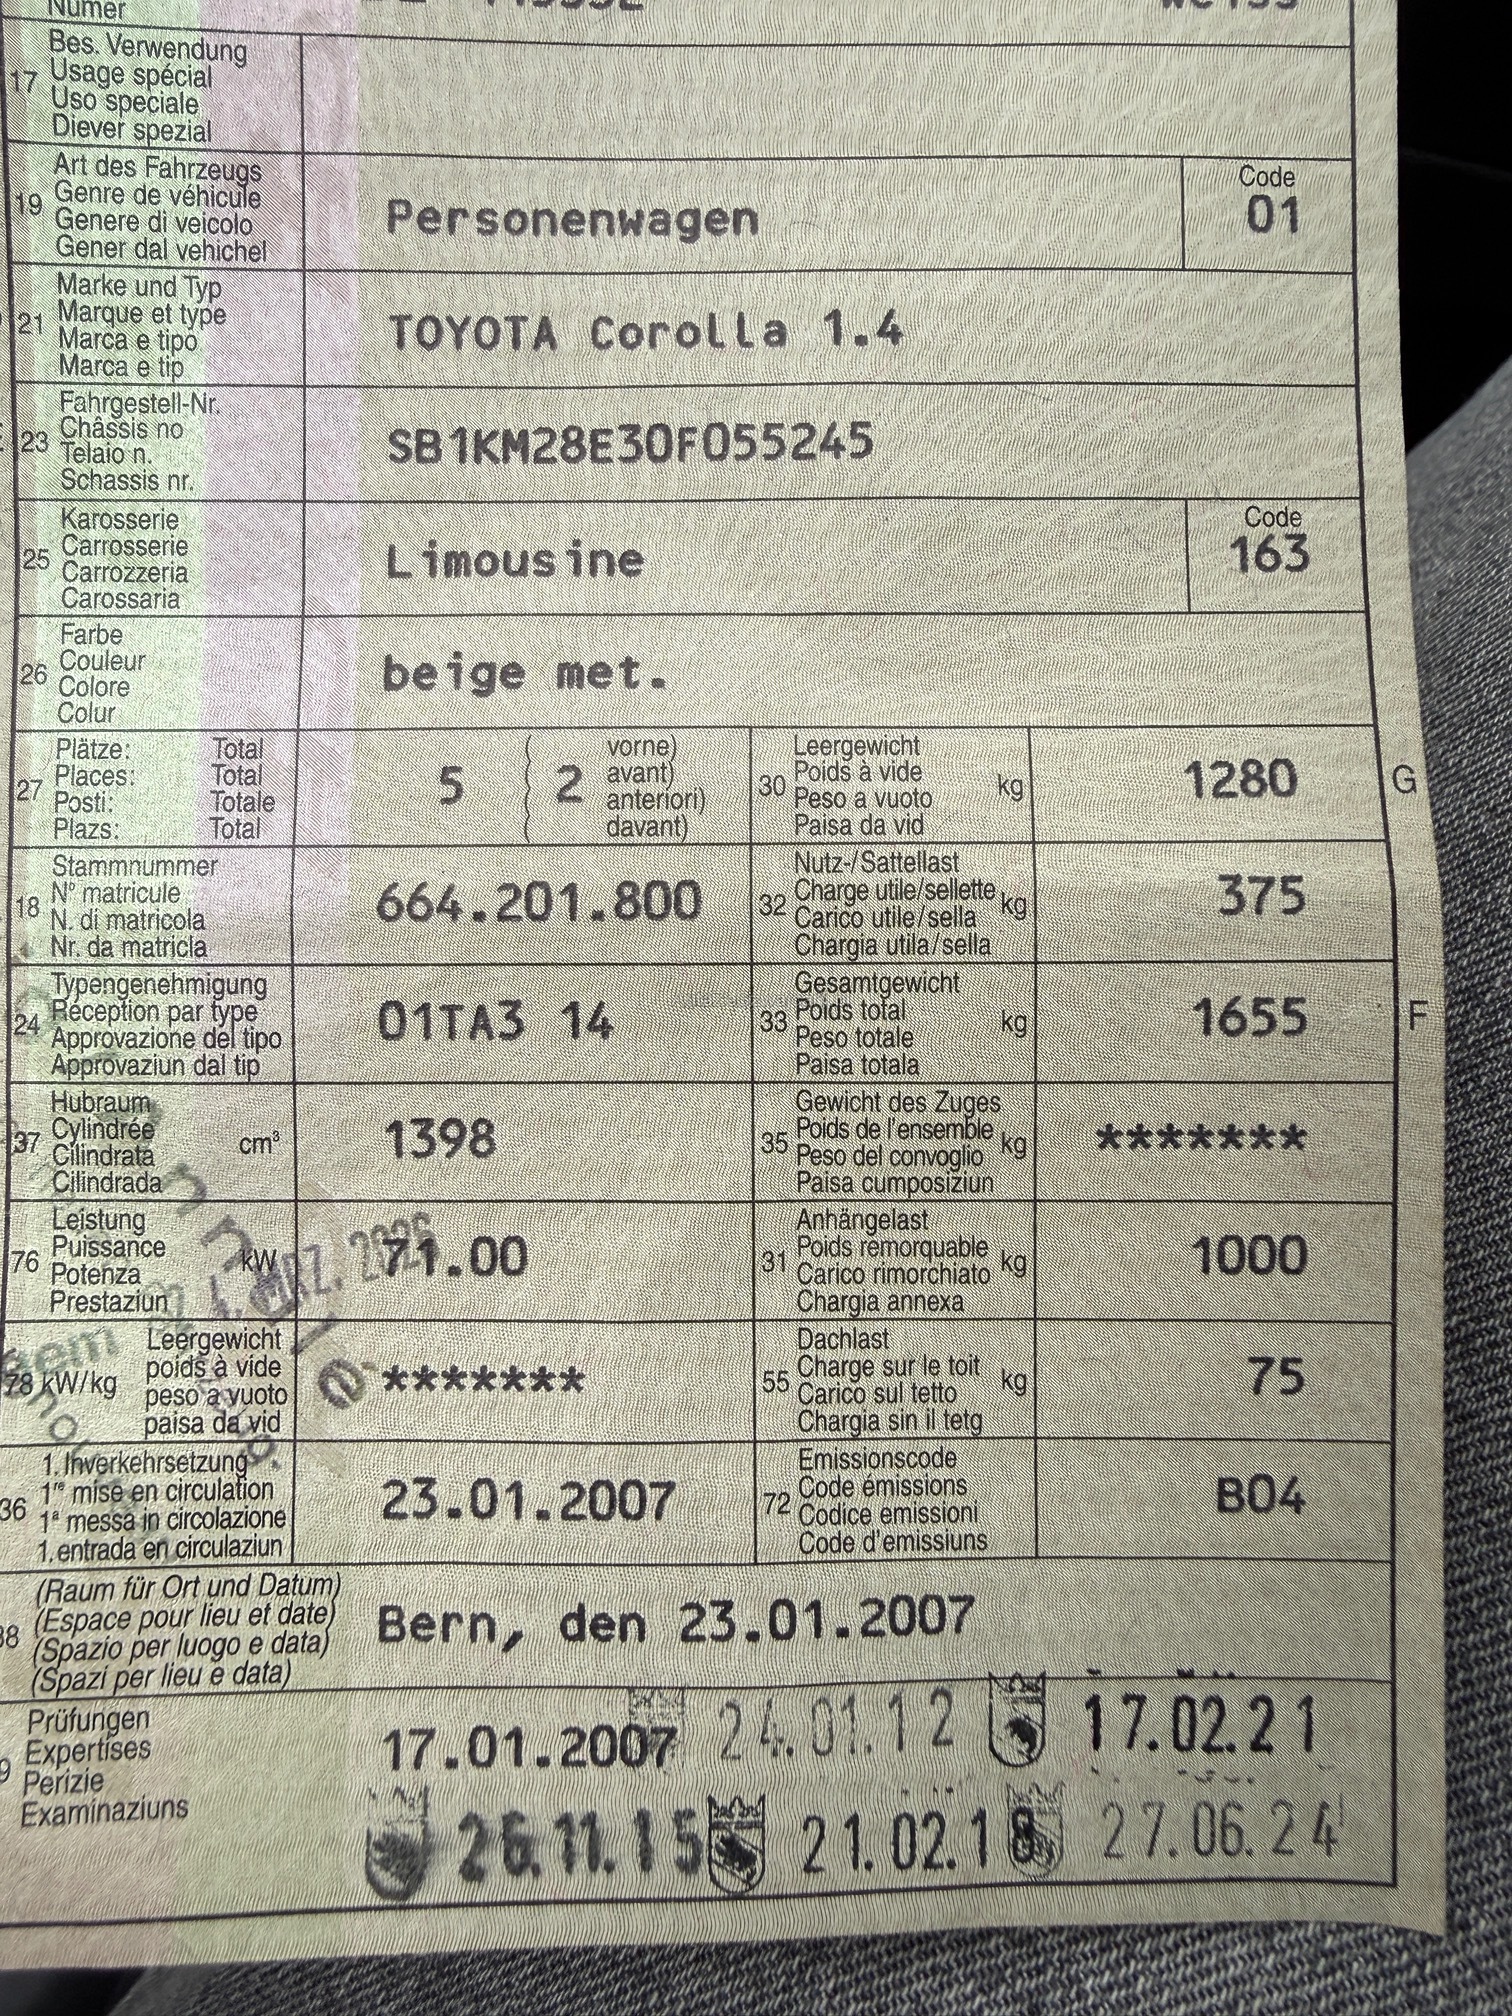 Numer
17 Bes. Verwendung
Usage spécial
Uso speciale
Diever spezial
19 Art des Fahrzeugs
Genre de véhicule
Genere di veicolo
Gener dal vehichel
Personenwagen
Code
01
21 Marke und Typ
Marque et type
Marca e tipo
Marca e tip
TOYOTA Corolla 1.4
23 Fahrgestell-Nr.
Châssis no
Telaio n.
Schassis nr.
SB1KM28E30F055245
25 Karosserie
Carrosserie
Carrozzeria
Carossaria
Limousine
Code
163
26 Farbe
Couleur
Colore
Colur
beige met.
27 Plätze: Total
Places: Total
Posti: Totale
Plazs: Total
5 ( 2 vorne)
avant)
anteriori)
davant)
30 Leergewicht
Poids à vide kg
Peso a vuoto
Paisa da vid
1280
G
18 Stammnummer
Nº matricule
N. di matricola
Nr. da matricla
664.201.800
32 Nutz-/Sattellast
Charge utile/sellette kg
Carico utile/sella
Chargia utila/sella
375
24 Typengenehmigung
Réception par type
Approvazione del tipo
Approvaziun dal tip
01TA3 14
33 Gesamtgewicht
Poids total kg
Peso totale
Paisa totala
1655
F
37 Hubraum
Cylindrée cm³
Cilindrata
Cilindrada
1398
35 Gewicht des Zuges
Poids de l'ensemble kg
Peso del convoglio
Paisa cumposiziun
*******
76 Leistung
Puissance kW
Potenza
Prestaziun
71.00
31 Anhängelast
Poids remorquable kg
Carico rimorchiato
Chargia annexa
1000
78 kW/kg Leergewicht
poids à vide
peso a vuoto
paisa da vid
*******
55 Dachlast
Charge sur le toit kg
Carico sul tetto
Chargia sin il tetg
75
36 1. Inverkehrsetzung
1re mise en circulation
1a messa in circolazione
1. entrada en circulaziun
23.01.2007
72 Emissionscode
Code émissions
Codice emissioni
Code d'emissiuns
B04
38 (Raum für Ort und Datum)
(Espace pour lieu et date)
(Spazio per luogo e data)
(Spazi per lieu e data)
Bern, den 23.01.2007
9 Prüfungen
Expertises
Perizie
Examinaziuns
17.01.2007 24.01.12 17.02.21
26.11.15 21.02.18 27.06.24